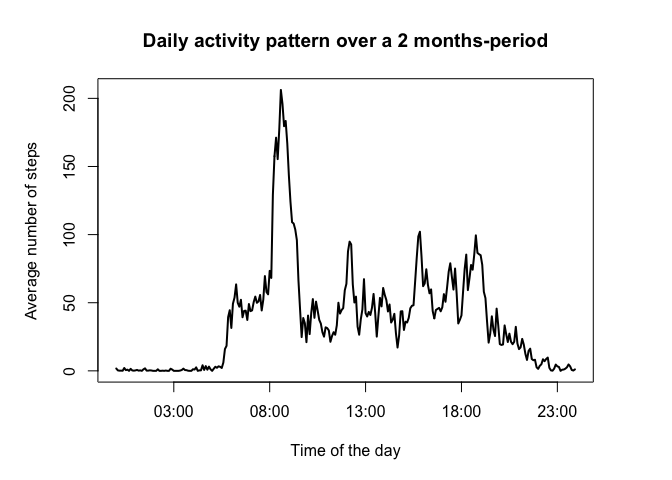 Daily activity pattern over a 2 months-period
Average number of steps
200
150
100
50
0
03:00 08:00 13:00 18:00 23:00
Time of the day